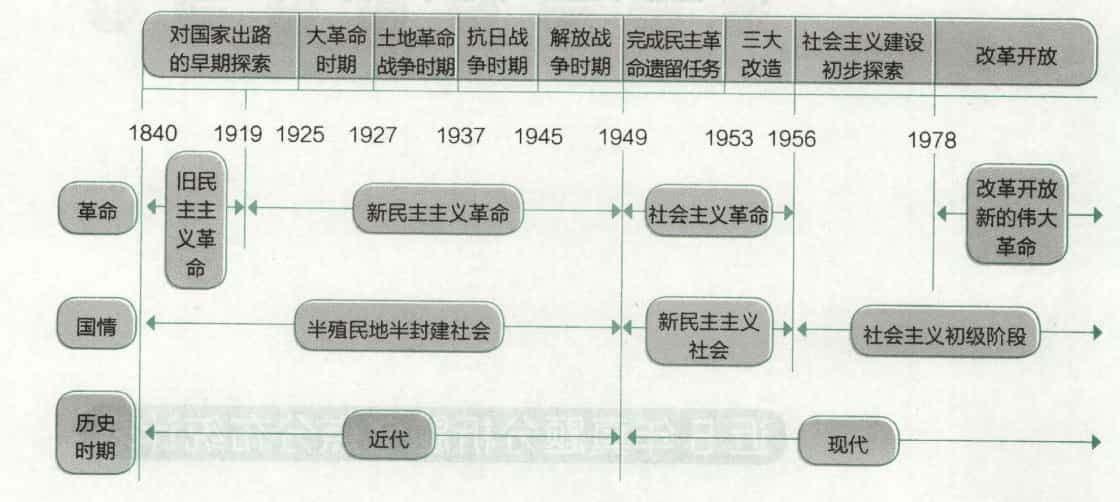 对国家出路
的早期探索
大革命
时期
土地革命
战争时期
抗日战
争时期
解放战
争时期
完成民主革
命遗留任务
三大
改造
社会主义建设
初步探索
改革开放
1840
1919
1925
1927
1937
1945
1949
1953
1956
1978
革命
旧民
主主
义革
命
新民主主义革命
社会主义革命
改革开放
新的伟大
革命
国情
半殖民地半封建社会
新民主主义
社会
社会主义初级阶段
历史
时期
近代
现代